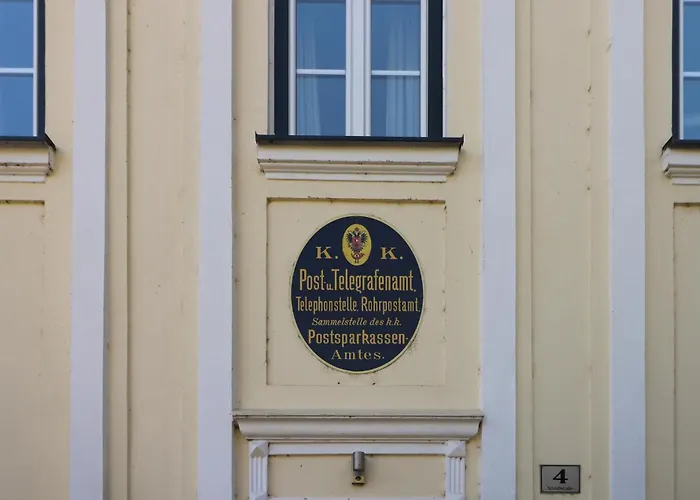 K. K.
Post u. Telegrafenamt,
Telephonstelle, Rohrpostamt,
Sammelstelle des k.k.
Postsparkassen-
Amtes.
4